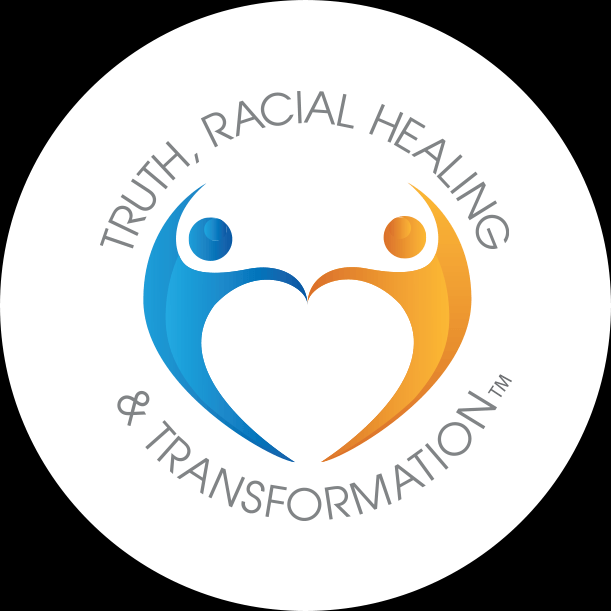 TRUTH, RACIAL HEALING
& TRANSFORMATION™